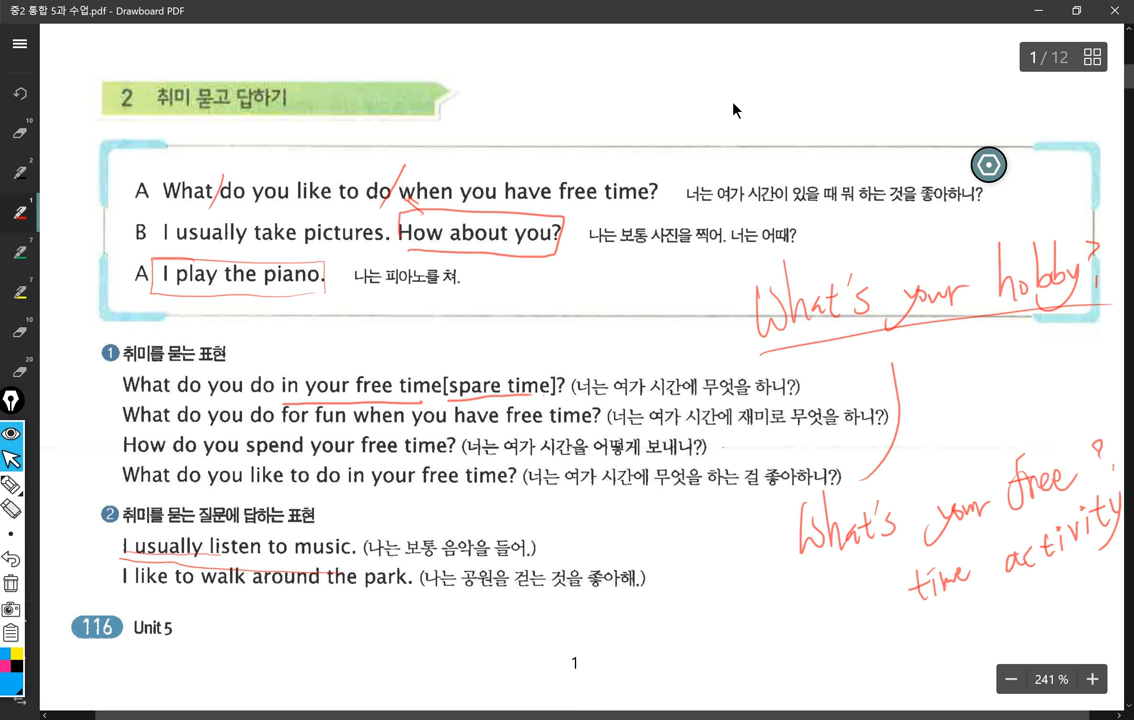 중2 통합 5과 수업.pdf - Drawboard PDF
1 / 12
2 취미 묻고 답하기
A What do you like to do when you have free time? 너는 여가 시간이 있을 때 뭐 하는 것을 좋아하니?
B I usually take pictures. How about you? 나는 보통 사진을 찍어. 너는 어때?
A I play the piano. 나는 피아노를 쳐.
What's your hobby?
1 취미를 묻는 표현
What do you do in your free time[spare time]? (너는 여가 시간에 무엇을 하니?)
What do you do for fun when you have free time? (너는 여가 시간에 재미로 무엇을 하니?)
How do you spend your free time? (너는 여가 시간을 어떻게 보내니?)
What do you like to do in your free time? (너는 여가 시간에 무엇을 하는 걸 좋아하니?)
What's your free
time activity?
2 취미를 묻는 질문에 답하는 표현
I usually listen to music. (나는 보통 음악을 들어.)
I like to walk around the park. (나는 공원을 걷는 것을 좋아해.)
116 Unit 5
1
241 %
10
2
1
7
7
10
20